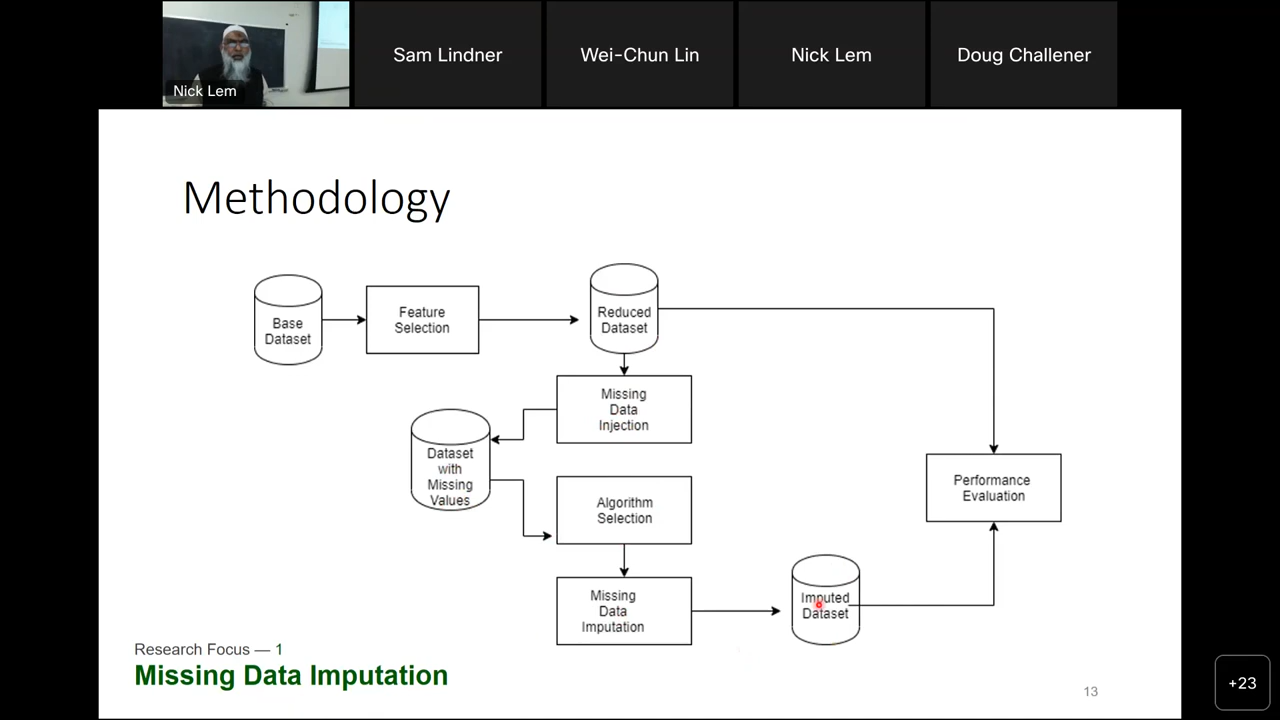 Nick Lem
Sam Lindner
Wei-Chun Lin
Nick Lem
Doug Challener
Methodology
Base
Dataset
Feature
Selection
Reduced
Dataset
Missing
Data
Injection
Dataset
with
Missing
Values
Algorithm
Selection
Performance
Evaluation
Missing
Data
Imputation
Imputed
Dataset
Research Focus — 1
Missing Data Imputation
13
+23